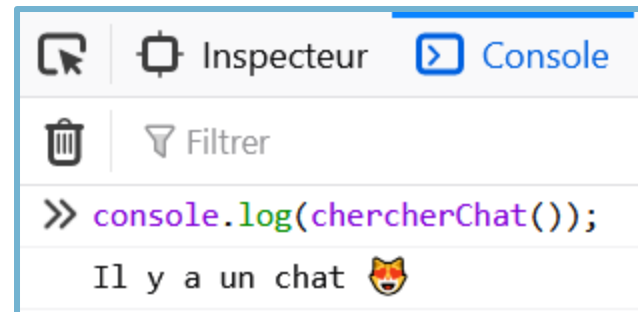 Inspecteur Console
Filtrer
>> console.log(chercherChat());
Il y a un chat 😻